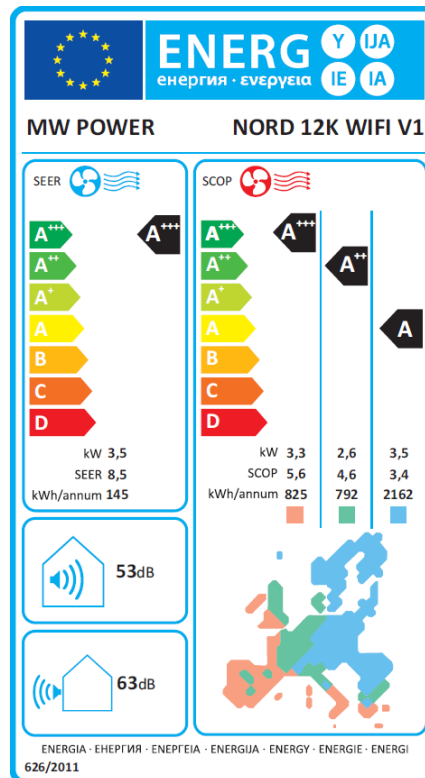 ENERG
енергия · ενεργεια
Y IJA
IE IA
MW POWER NORD 12K WIFI V1
SEER
A+++
A++
A+
A
B
C
D
A+++
kW 3,5
SEER 8,5
kWh/annum 145
SCOP
A+++
A++
A+
A
B
C
D
A+++
A++
A
kW 3,3 2,6 3,5
SCOP 5,6 4,6 3,4
kWh/annum 825 792 2162
53dB
63dB
ENERGIA · ЕНЕРГИЯ · ΕΝΕΡΓΕΙΑ · ENERGIJA · ENERGY · ENERGIE · ENERGI
626/2011